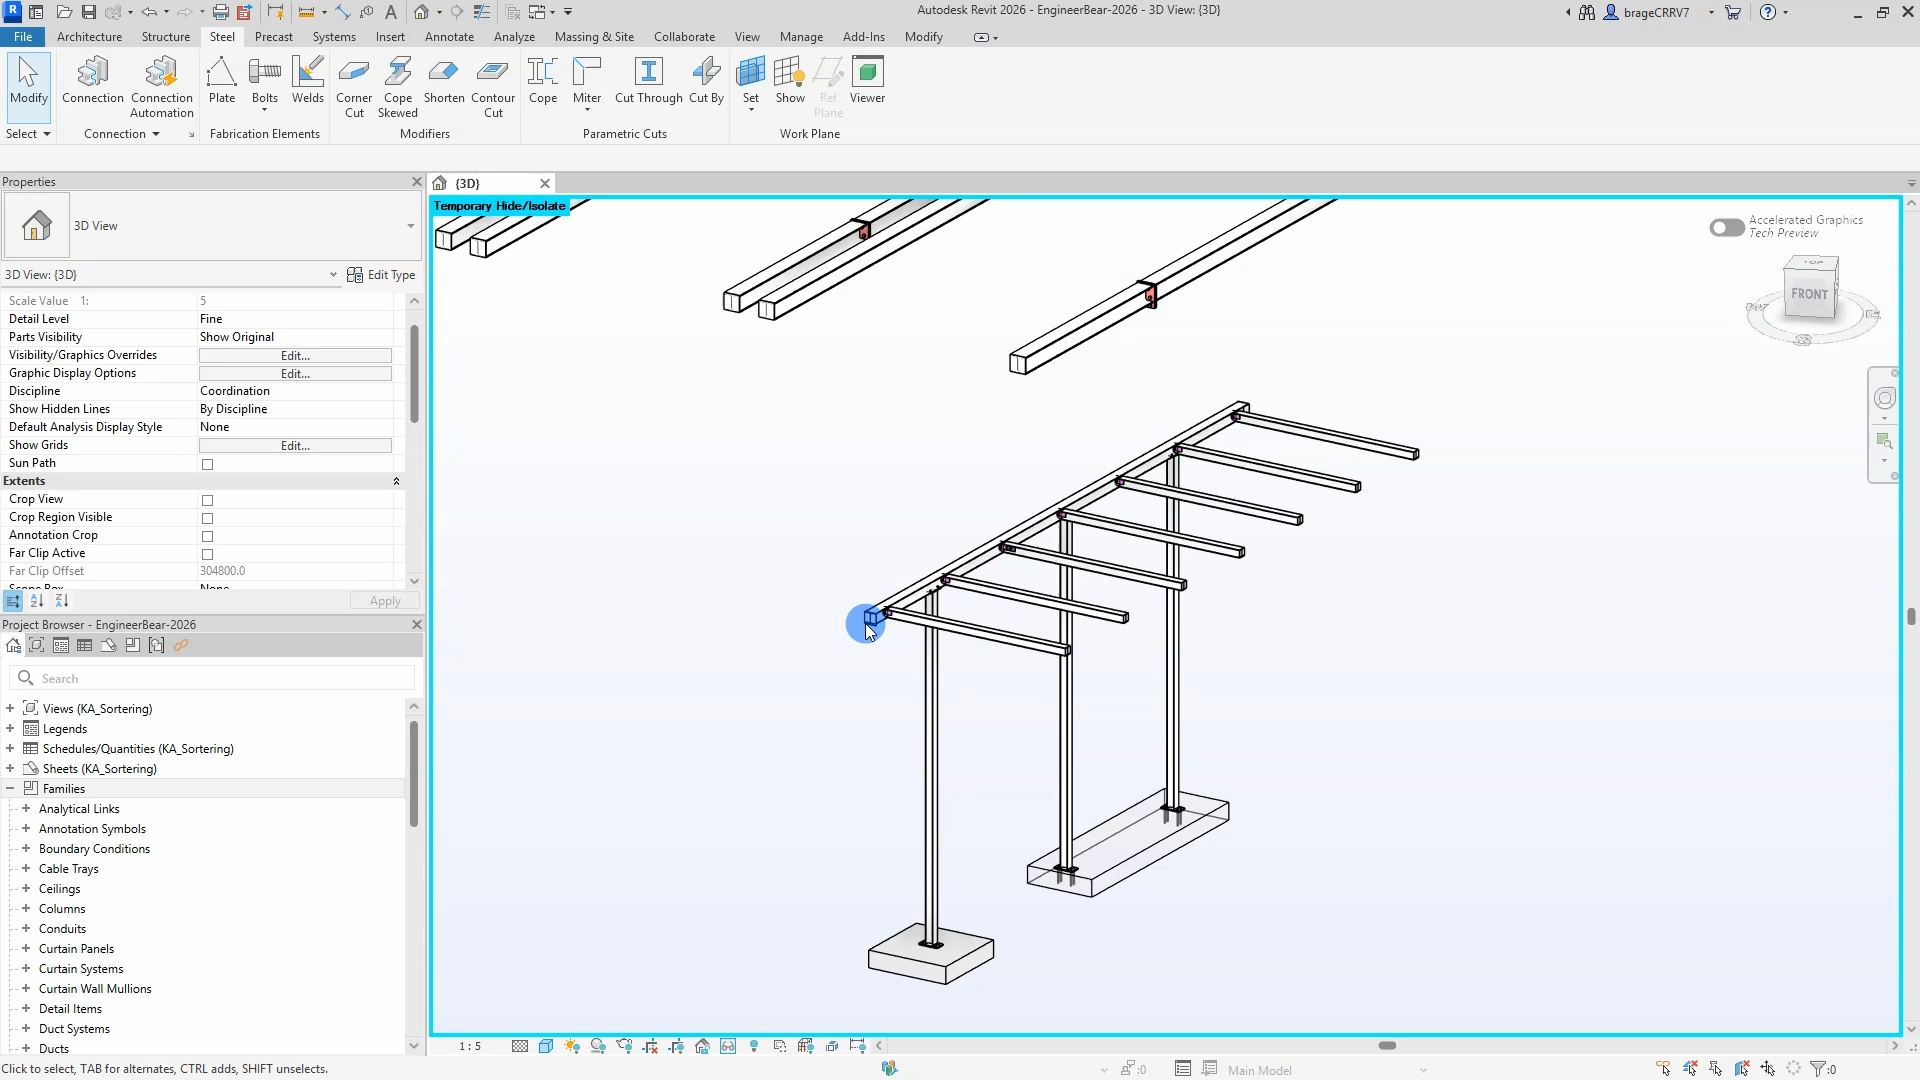 Autodesk Revit 2026 - EngineerBear-2026 - 3D View: {3D}
brageCRRV7
File Architecture Structure Steel Precast Systems Insert Annotate Analyze Massing & Site Collaborate View Manage Add-Ins Modify
Modify
Connection
Connection Automation
Plate
Bolts
Welds
Corner Cut
Cope Skewed
Shorten
Contour Cut
Cope
Miter
Cut Through
Cut By
Set
Show
Ref Plane
Viewer
Select
Connection
Fabrication Elements
Modifiers
Parametric Cuts
Work Plane
Properties
{3D}
3D View
3D View: {3D}
Edit Type
Scale Value 1: 5
Detail Level Fine
Parts Visibility Show Original
Visibility/Graphics Overrides Edit...
Graphic Display Options Edit...
Discipline Coordination
Show Hidden Lines By Discipline
Default Analysis Display Style None
Show Grids Edit...
Sun Path
Extents
Crop View
Crop Region Visible
Annotation Crop
Far Clip Active
Far Clip Offset 304800.0
Scope Box None
Apply
Project Browser - EngineerBear-2026
Search
Views (KA_Sortering)
Legends
Schedules/Quantities (KA_Sortering)
Sheets (KA_Sortering)
Families
Analytical Links
Annotation Symbols
Boundary Conditions
Cable Trays
Ceilings
Columns
Conduits
Curtain Panels
Curtain Systems
Curtain Wall Mullions
Detail Items
Duct Systems
Ducts
Temporary Hide/Isolate
Accelerated Graphics
Tech Preview
TOP
FRONT
1 : 5
Click to select, TAB for alternates, CTRL adds, SHIFT unselects.
:0
Main Model
:0